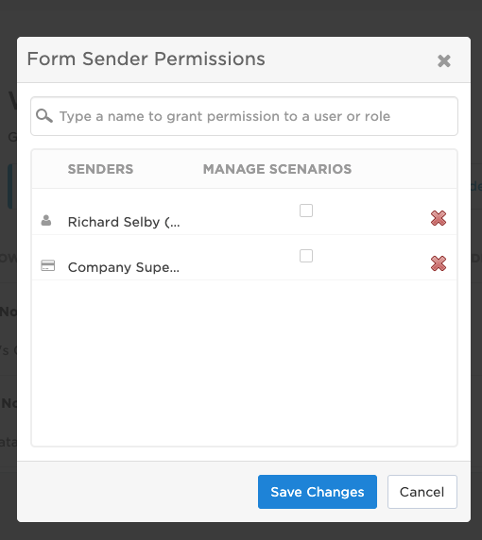 Form Sender Permissions
Type a name to grant permission to a user or role
SENDERS MANAGE SCENARIOS
Richard Selby (...
Company Supe...
Save Changes Cancel